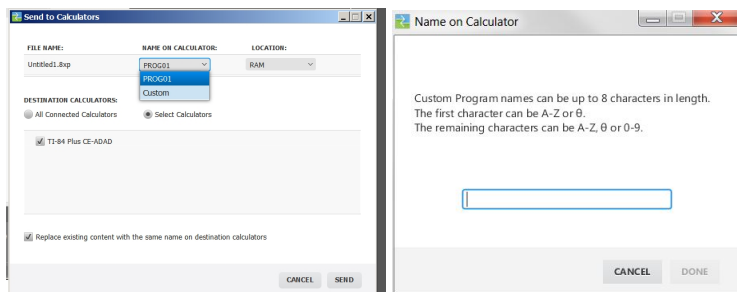 Send to Calculators
FILE NAME: NAME ON CALCULATOR: LOCATION:
Untitled1.8xp PROG01 RAM
PROG01
Custom
DESTINATION CALCULATORS:
All Connected Calculators Select Calculators
TI-84 Plus CE-ADAD
Replace existing content with the same name on destination calculators
CANCEL SEND
Name on Calculator
Custom Program names can be up to 8 characters in length.
The first character can be A-Z or θ.
The remaining characters can be A-Z, θ or 0-9.
CANCEL DONE